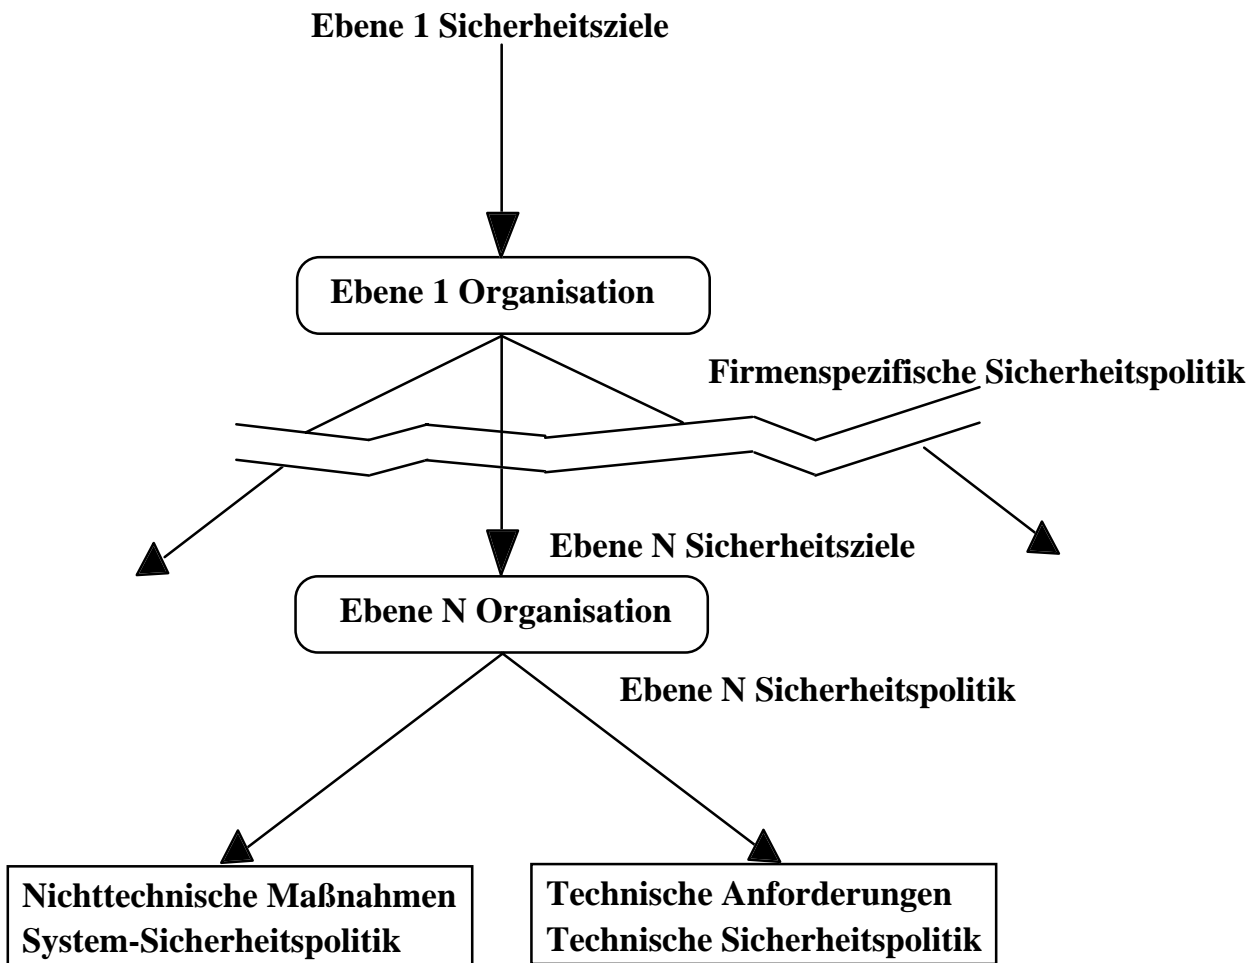 Ebene 1 Sicherheitsziele
Ebene 1 Organisation
Firmenspezifische Sicherheitspolitik
Ebene N Sicherheitsziele
Ebene N Organisation
Ebene N Sicherheitspolitik
Nichttechnische Maßnahmen
System-Sicherheitspolitik
Technische Anforderungen
Technische Sicherheitspolitik